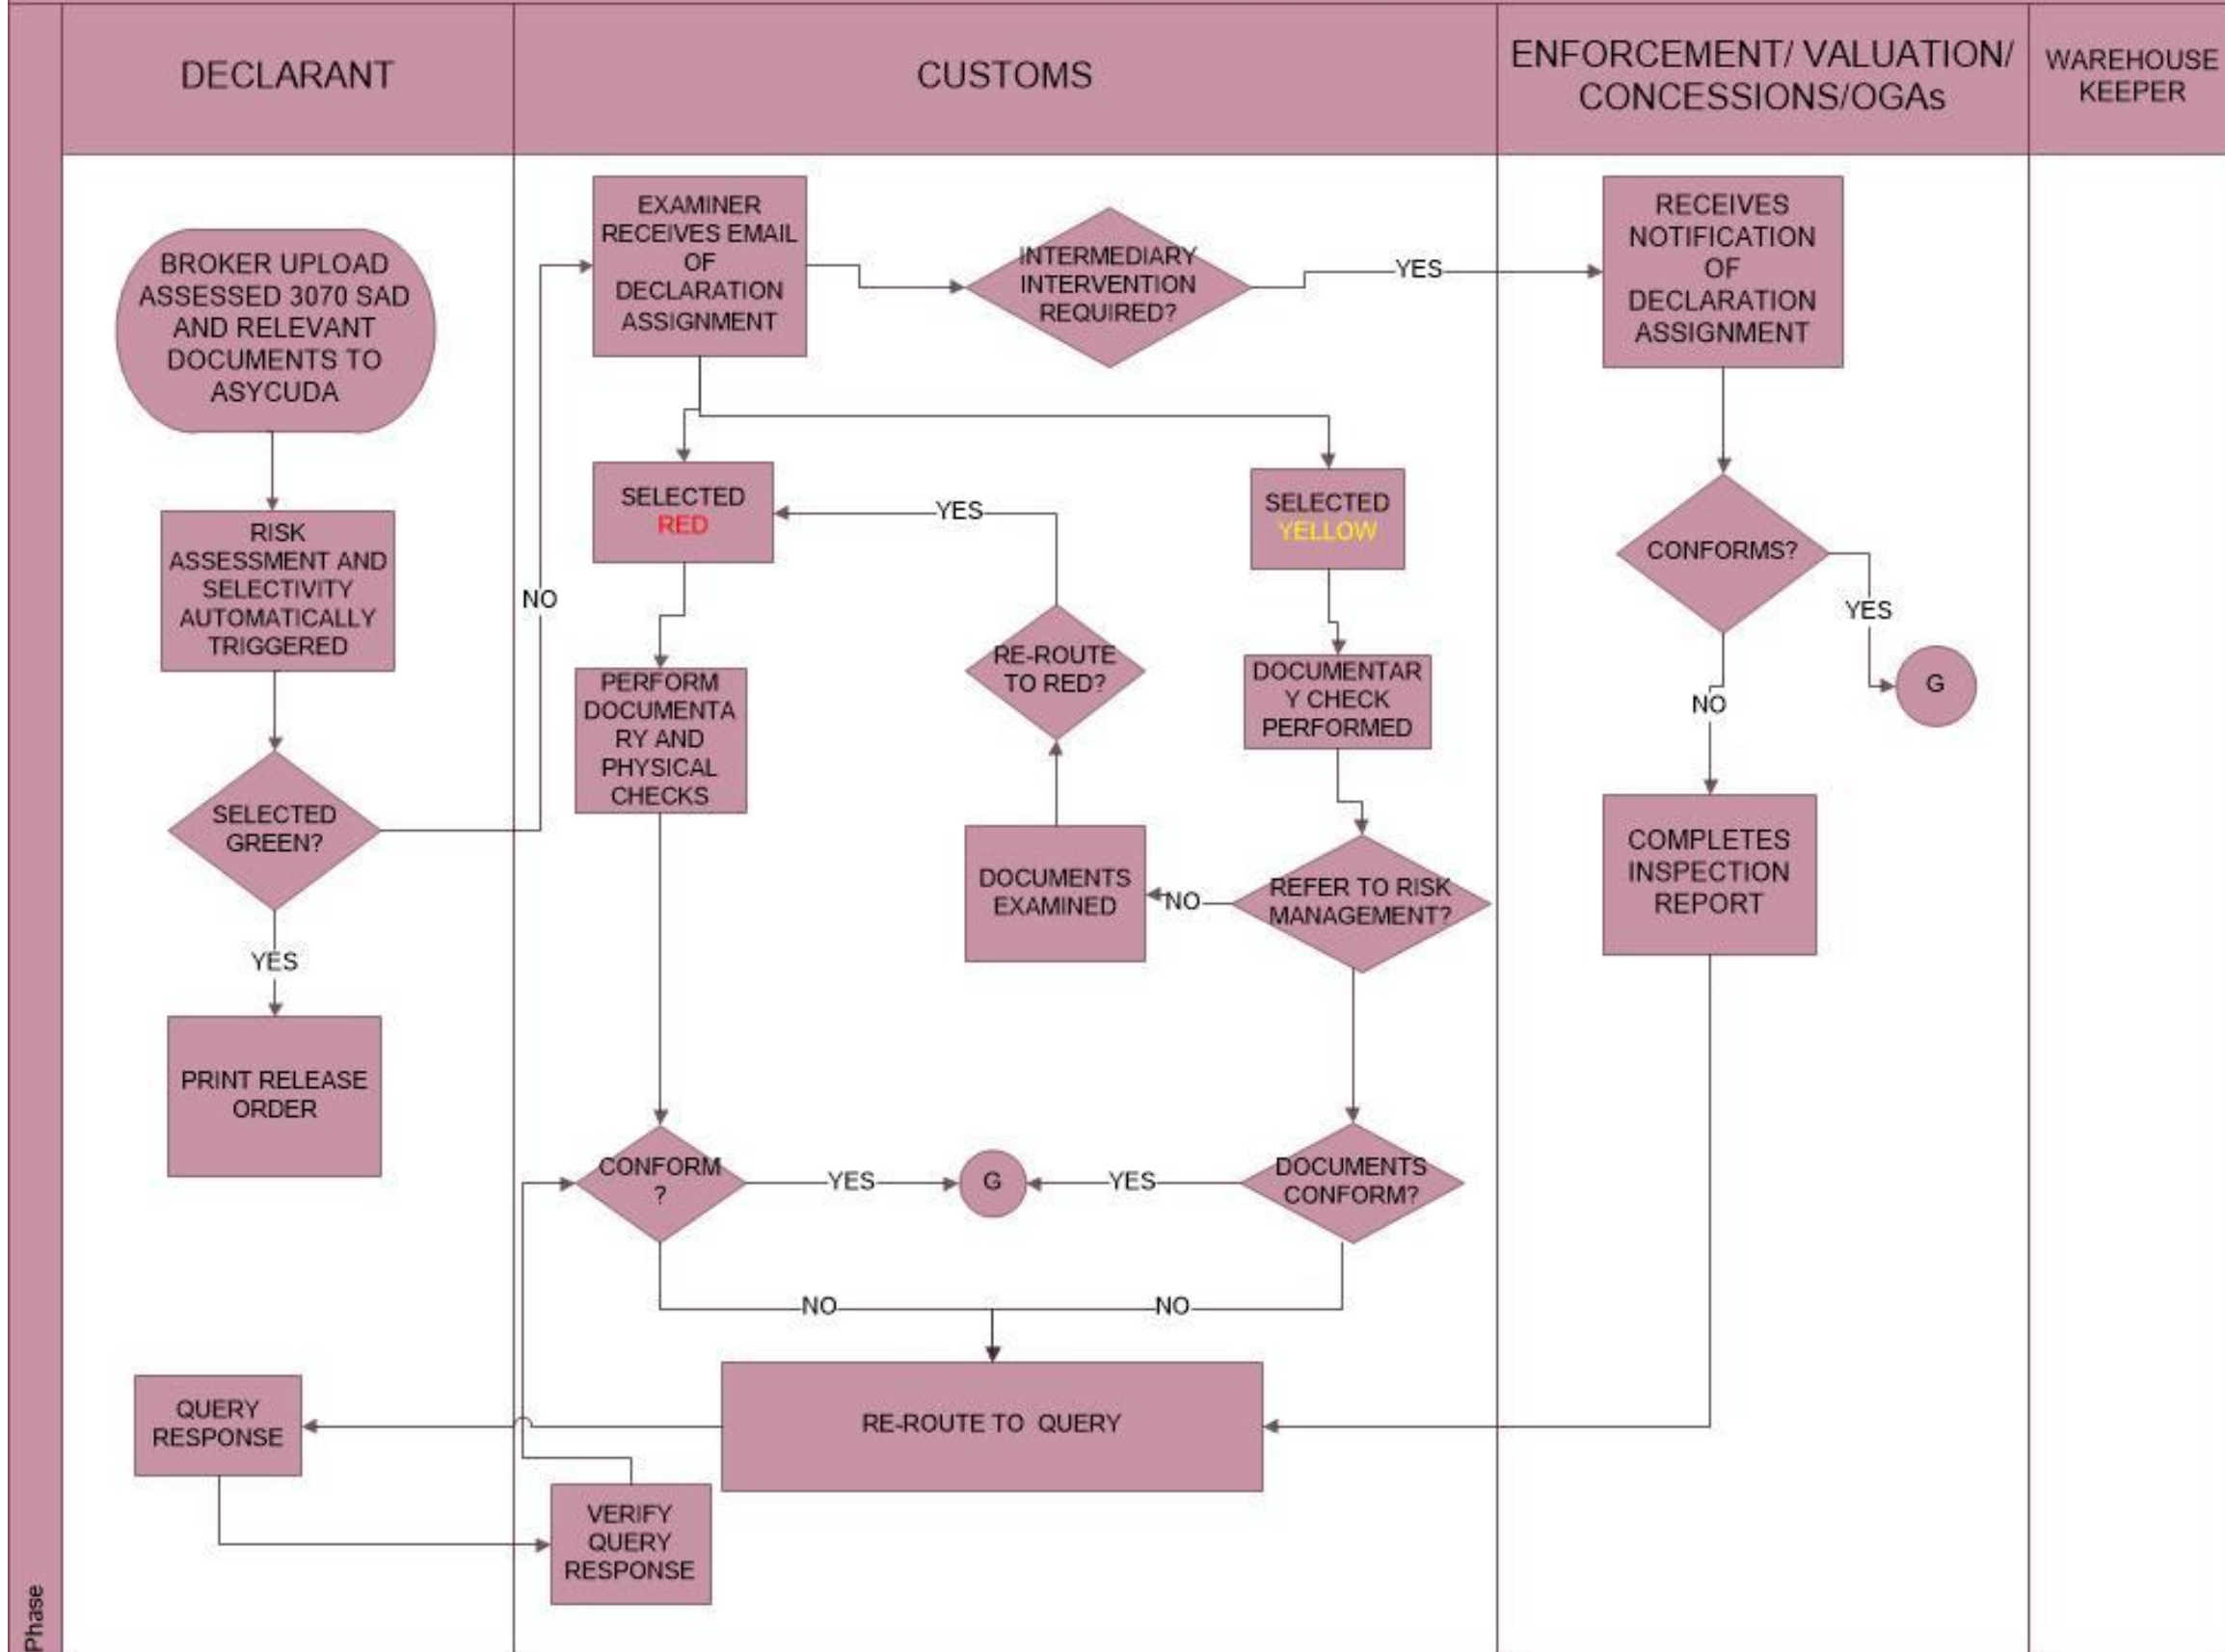 DECLARANT
CUSTOMS
ENFORCEMENT/ VALUATION/
CONCESSIONS/OGAs
WAREHOUSE
KEEPER
BROKER UPLOAD
ASSESSED 3070 SAD
AND RELEVANT
DOCUMENTS TO
ASYCUDA
RISK
ASSESSMENT AND
SELECTIVITY
AUTOMATICALLY
TRIGGERED
SELECTED
GREEN?
NO
YES
PRINT RELEASE
ORDER
EXAMINER
RECEIVES EMAIL
OF
DECLARATION
ASSIGNMENT
INTERMEDIARY
INTERVENTION
REQUIRED?
YES
RECEIVES
NOTIFICATION
OF
DECLARATION
ASSIGNMENT
SELECTED
RED
YES
SELECTED
YELLOW
CONFORMS?
YES
G
NO
PERFORM
DOCUMENTA
RY AND
PHYSICAL
CHECKS
RE-ROUTE
TO RED?
DOCUMENTAR
Y CHECK
PERFORMED
DOCUMENTS
EXAMINED
NO
REFER TO RISK
MANAGEMENT?
COMPLETES
INSPECTION
REPORT
CONFORM
?
YES
G
YES
DOCUMENTS
CONFORM?
NO
NO
RE-ROUTE TO QUERY
QUERY
RESPONSE
VERIFY
QUERY
RESPONSE
Phase